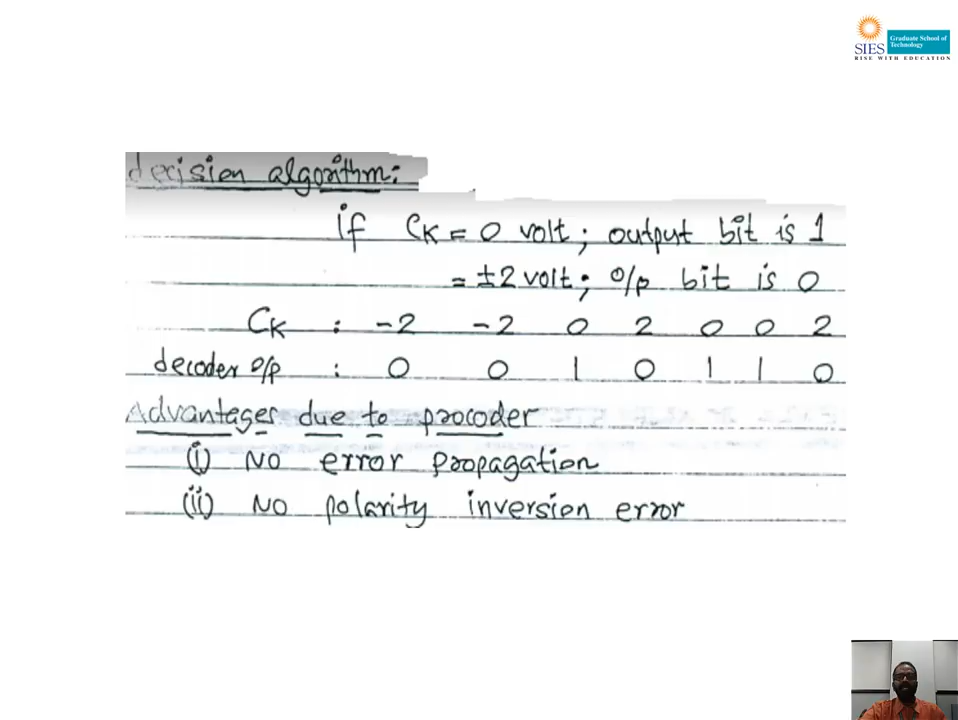 SIES
Graduate School of
Technology
RISE WITH EDUCATION
decision algorithm:
if CK = 0 volt; output bit is 1
= ±2 volt; o/p bit is 0
CK : -2 -2 0 2 0 0 2
decoder o/p : 0 0 1 0 1 1 0
Advantages due to procoder
(i) No error propagation
(ii) No polarity inversion error